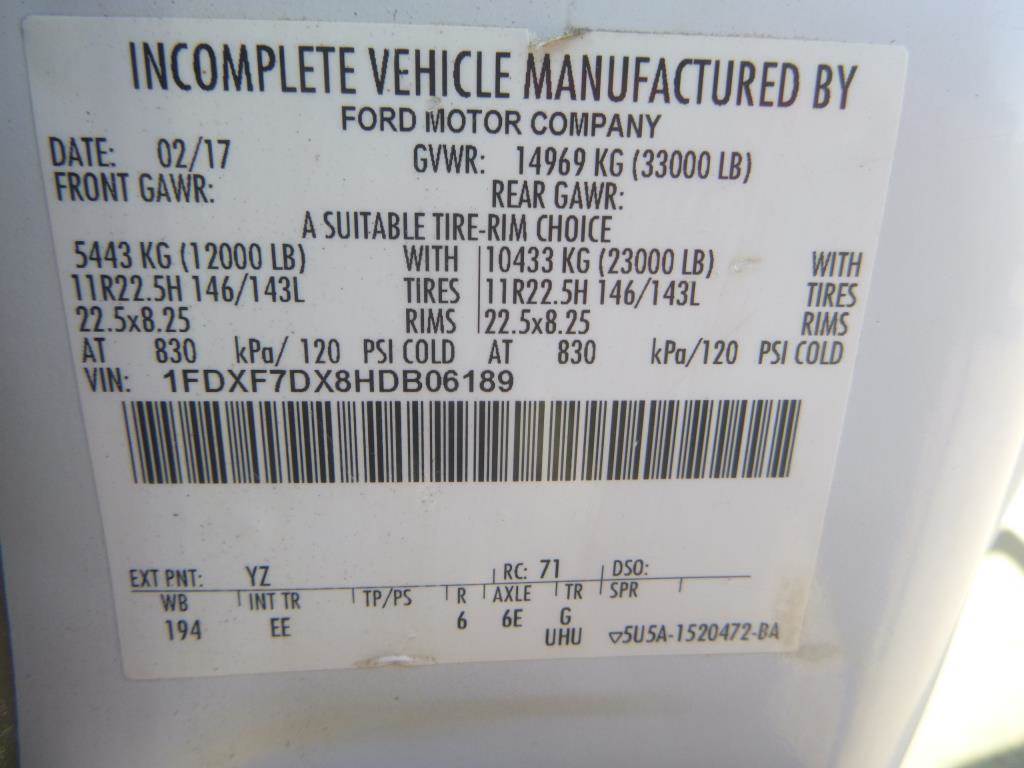 INCOMPLETE VEHICLE MANUFACTURED BY
FORD MOTOR COMPANY
DATE: 02/17 GVWR: 14969 KG (33000 LB)
FRONT GAWR: REAR GAWR:
A SUITABLE TIRE-RIM CHOICE
5443 KG (12000 LB) WITH 10433 KG (23000 LB) WITH
11R22.5H 146/143L TIRES 11R22.5H 146/143L TIRES
22.5x8.25 RIMS 22.5x8.25 RIMS
AT 830 kPa/ 120 PSI COLD AT 830 kPa/120 PSI COLD
VIN: 1FDXF7DX8HDB06189
EXT PNT: YZ RC: 71 DSO:
WB INT TR TP/PS R AXLE TR SPR
194 EE 6 6E G
UHU ▽5U5A-1520472-BA